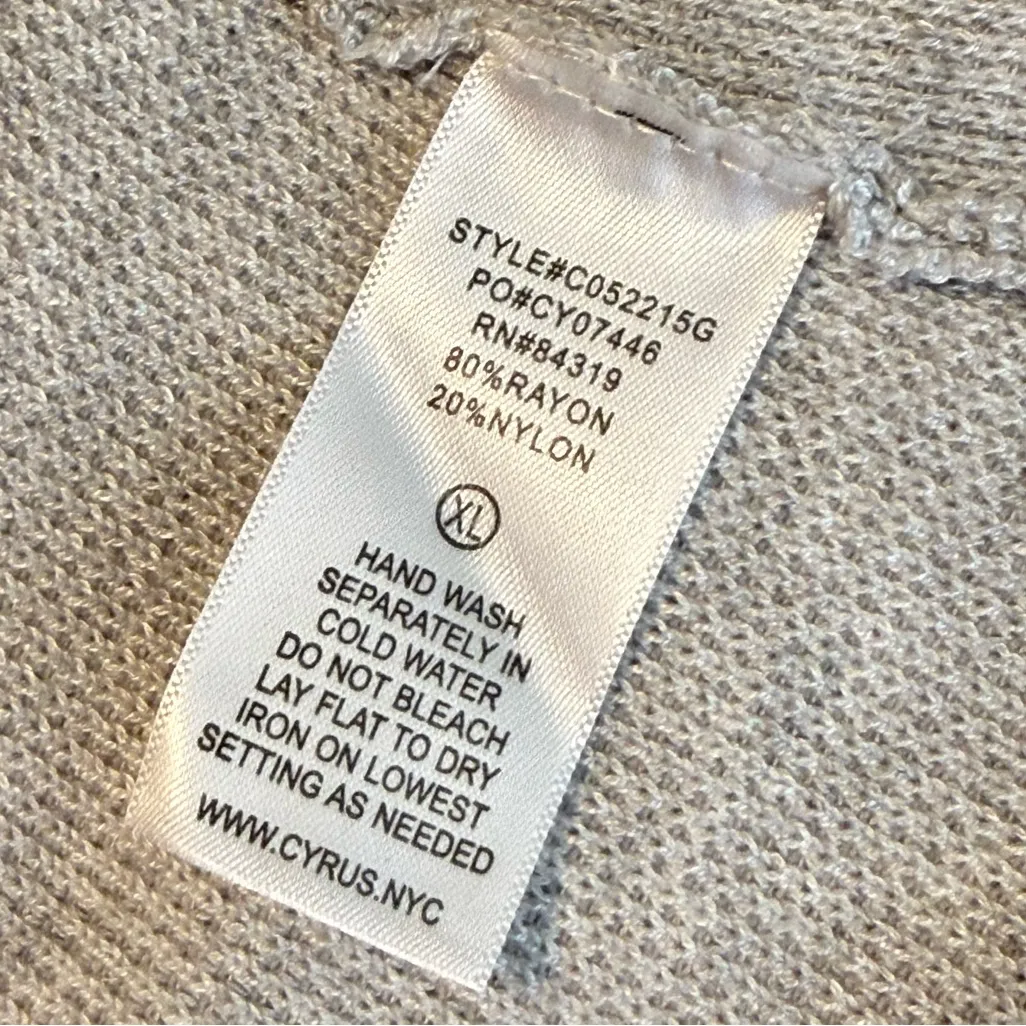 STYLE#C052215G
PO#CY07446
RN#84319
80%RAYON
20%NYLON
XL
HAND WASH
SEPARATELY IN
COLD WATER
DO NOT BLEACH
LAY FLAT TO DRY
IRON ON LOWEST
SETTING AS NEEDED
WWW.CYRUS.NYC